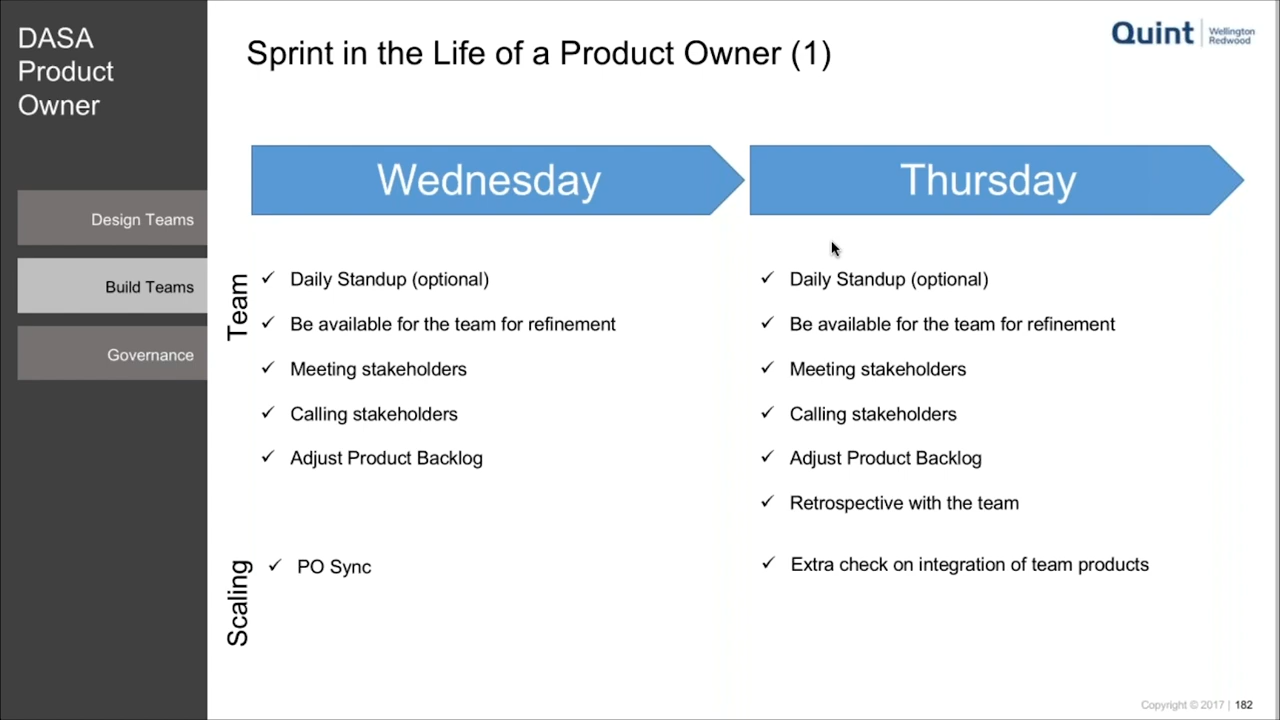 DASA
Product
Owner
Sprint in the Life of a Product Owner (1)
Quint
Wellington
Redwood
Design Teams
Build Teams
Governance
Wednesday
Thursday
Team
Daily Standup (optional)
Be available for the team for refinement
Meeting stakeholders
Calling stakeholders
Adjust Product Backlog
Daily Standup (optional)
Be available for the team for refinement
Meeting stakeholders
Calling stakeholders
Adjust Product Backlog
Retrospective with the team
Scaling
PO Sync
Extra check on integration of team products
Copyright © 2017 | 182